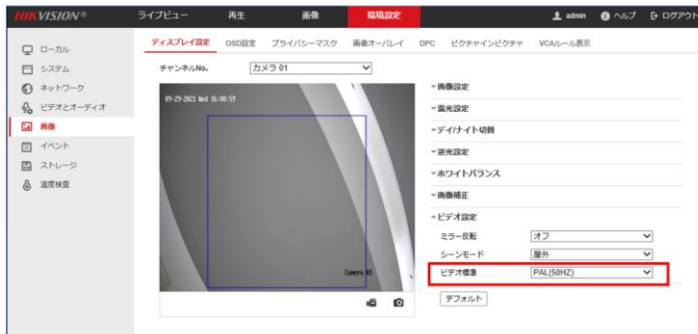 HIKVISION®
ライブビュー 再生 画像 環境設定 admin ヘルプ ログアウト
ローカル
システム
ネットワーク
ビデオとオーディオ
画像
イベント
ストレージ
温度検查
ディスプレイ設定 OSD設定 プライバシーマスク 画像オーバレイ DPC ピクチャインピクチャ VCAルール表示
チャンネルNo。 カメラ 01
09-29-2021 Wed 16:00:59
Camera 01
画像設定
露光設定
デイ/ナイト切替
逆光設定
ホワイトバランス
画像補正
ビデオ設定
ミラー反転 オフ
シーンモード 屋外
ビデオ標準 PAL(50HZ)
デフォルト